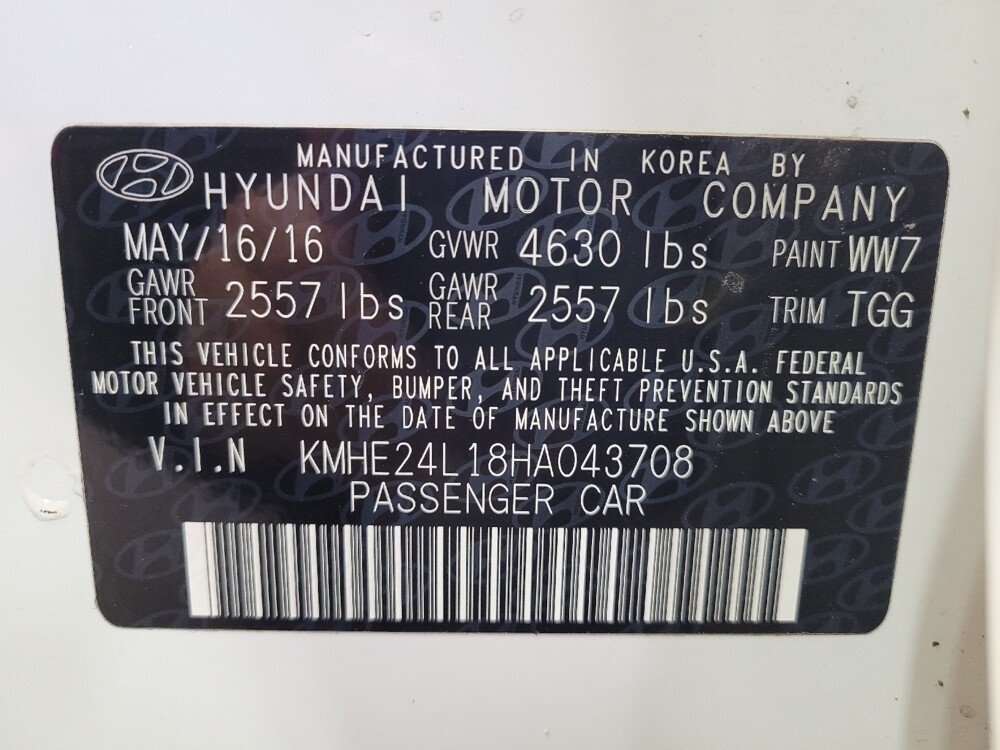 MANUFACTURED IN KOREA BY
HYUNDAI MOTOR COMPANY
MAY/16/16 GVWR 4630 lbs PAINT WW7
GAWR FRONT 2557 lbs GAWR REAR 2557 lbs TRIM TGG
THIS VEHICLE CONFORMS TO ALL APPLICABLE U.S.A. FEDERAL
MOTOR VEHICLE SAFETY, BUMPER, AND THEFT PREVENTION STANDARDS
IN EFFECT ON THE DATE OF MANUFACTURE SHOWN ABOVE
V.I.N KMHE24L18HA043708
PASSENGER CAR